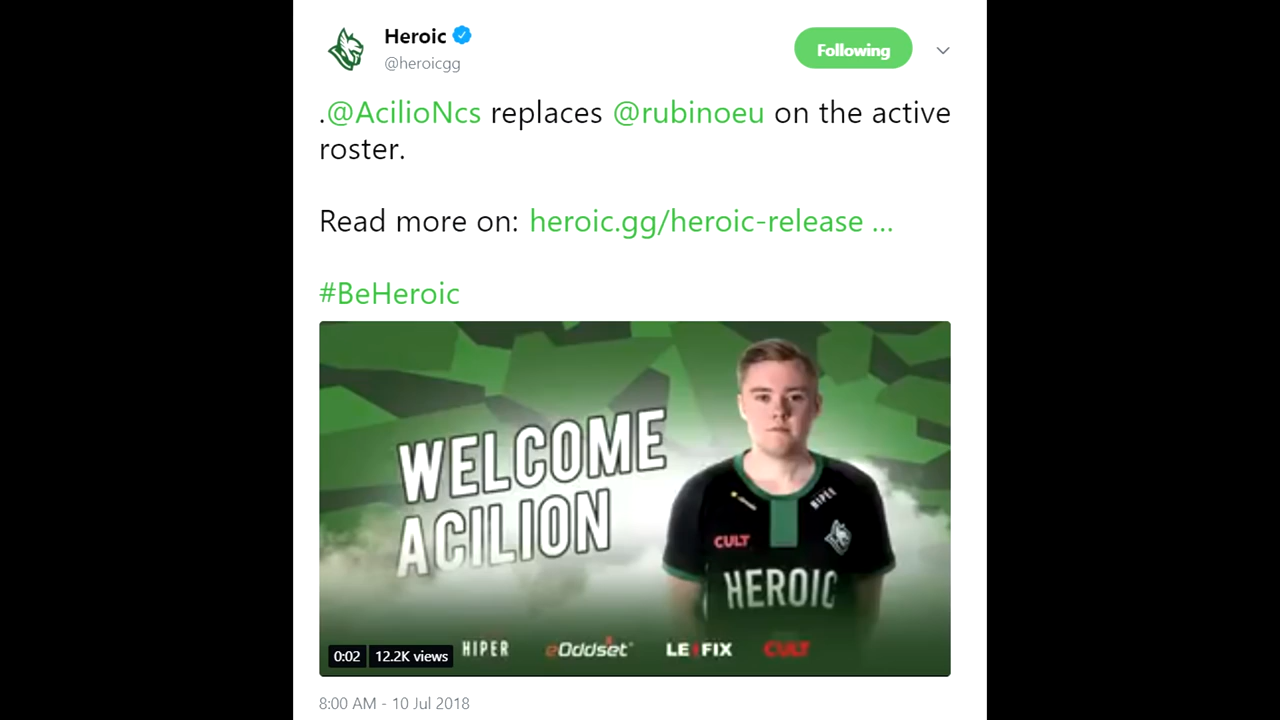 Heroic
@heroicgg
Following
.@AcilioNcs replaces @rubinoeu on the active
roster.
Read more on: heroic.gg/heroic-release ...
#BeHeroic
WELCOME
ACILION
HIPER
CULT
HEROIC
0:02
12.2K views
HIPER
eOddset
LE FIX
CULT
8:00 AM - 10 Jul 2018